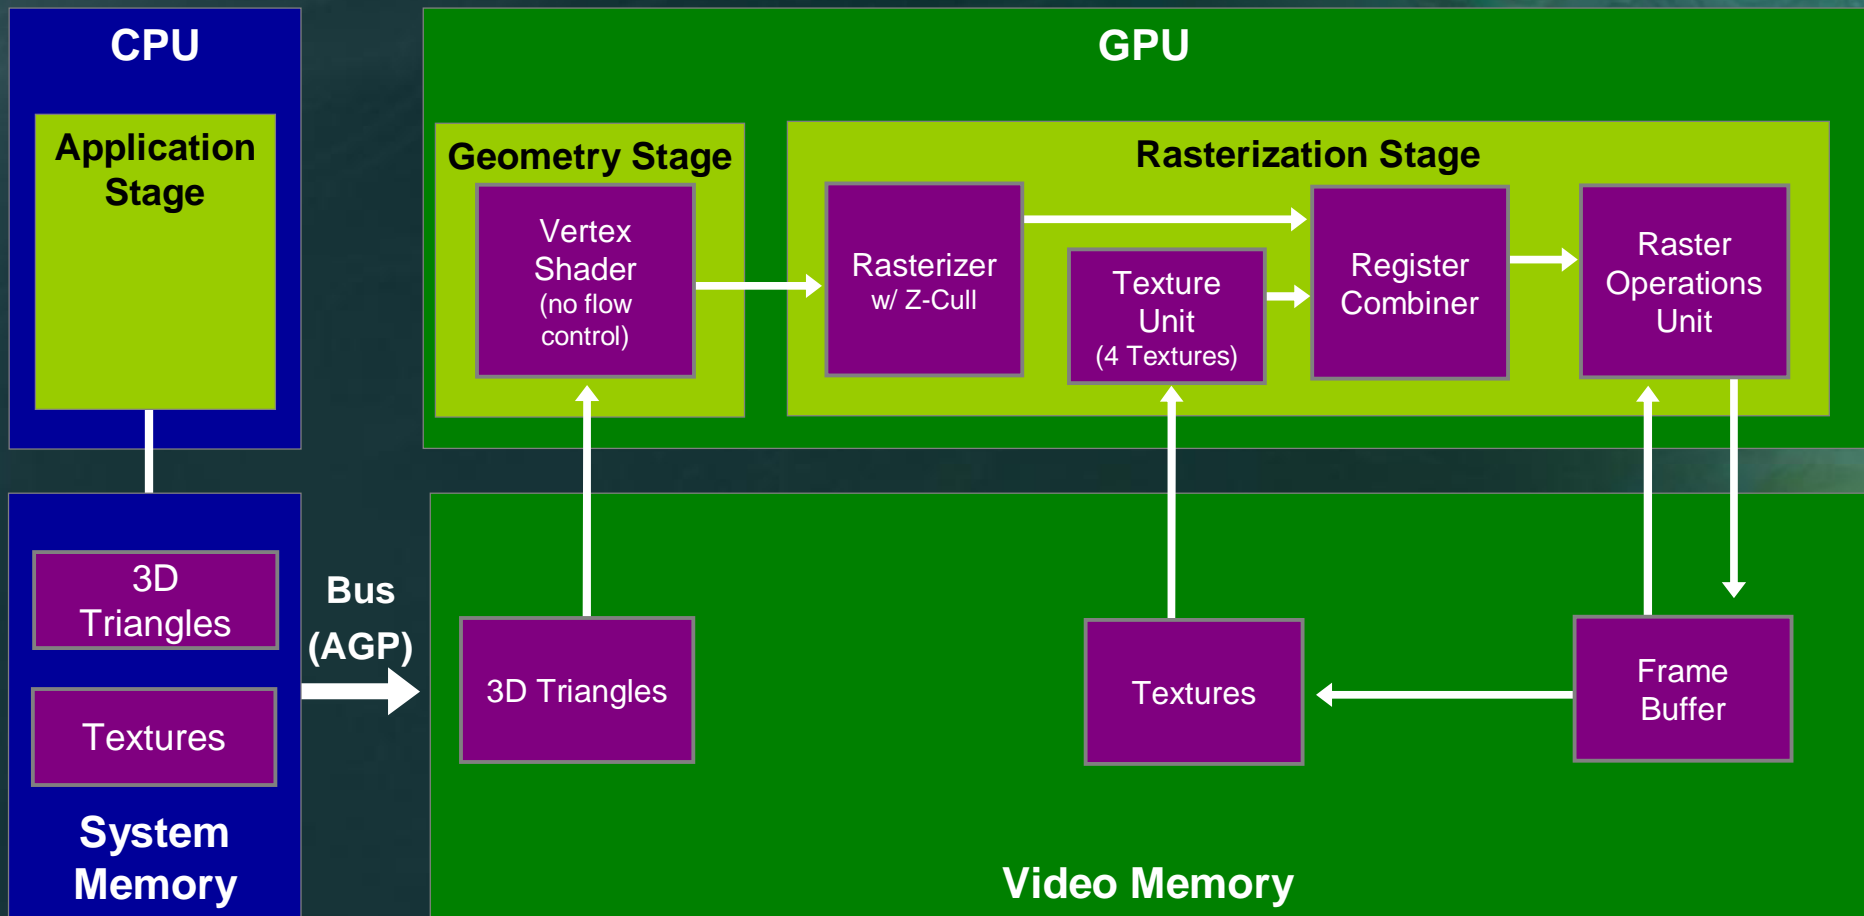 CPU
Application
Stage
GPU
Geometry Stage
Vertex
Shader
(no flow
control)
Rasterization Stage
Rasterizer
w/ Z-Cull
Texture
Unit
(4 Textures)
Register
Combiner
Raster
Operations
Unit
3D
Triangles
Textures
System
Memory
Bus
(AGP)
3D Triangles
Textures
Frame
Buffer
Video Memory